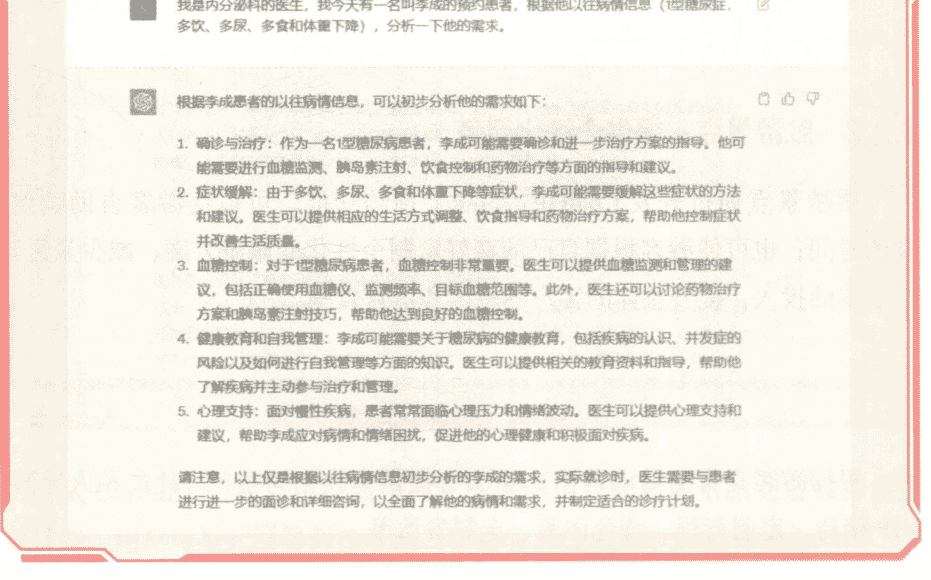 我是内分泌科的医生，我今天有一名叫李成的预约患者，根据他以往病情信息（1型糖尿症，
多饮、多尿、多食和体重下降），分析一下他的需求。
根据李成患者的以往病情信息，可以初步分析他的需求如下：
1. 确诊与治疗：作为一名1型糖尿病患者，李成可能需要确诊和进一步治疗方案的指导。他可
能需要进行血糖监测、胰岛素注射、饮食控制和药物治疗等方面的指导和建议。
2. 症状缓解：由于多饮、多尿、多食和体重下降等症状，李成可能需要缓解这些症状的方法
和建议。医生可以提供相应的生活方式调整、饮食指导和药物治疗方案，帮助他控制症状
并改善生活质量。
3. 血糖控制：对于1型糖尿病患者，血糖控制非常重要。医生可以提供血糖监测和管理的建
议，包括正确使用血糖仪、监测频率、目标血糖范围等。此外，医生还可以讨论药物治疗
方案和胰岛素注射技巧，帮助他达到良好的血糖控制。
4. 健康教育和自我管理：李成可能需要关于糖尿病的健康教育，包括疾病的认识、并发症的
风险以及如何进行自我管理等方面的知识。医生可以提供相关的教育资料和指导，帮助他
了解疾病并主动参与治疗和管理。
5. 心理支持：面对慢性疾病，患者常常面临心理压力和情绪波动。医生可以提供心理支持和
建议，帮助李成应对病情和情绪困扰，促进他的心理健康和积极面对疾病。
请注意，以上仅是根据以往病情信息初步分析的李成的需求，实际就诊时，医生需要与患者
进行进一步的面诊和详细咨询，以全面了解他的病情和需求，并制定适合的诊疗计划。